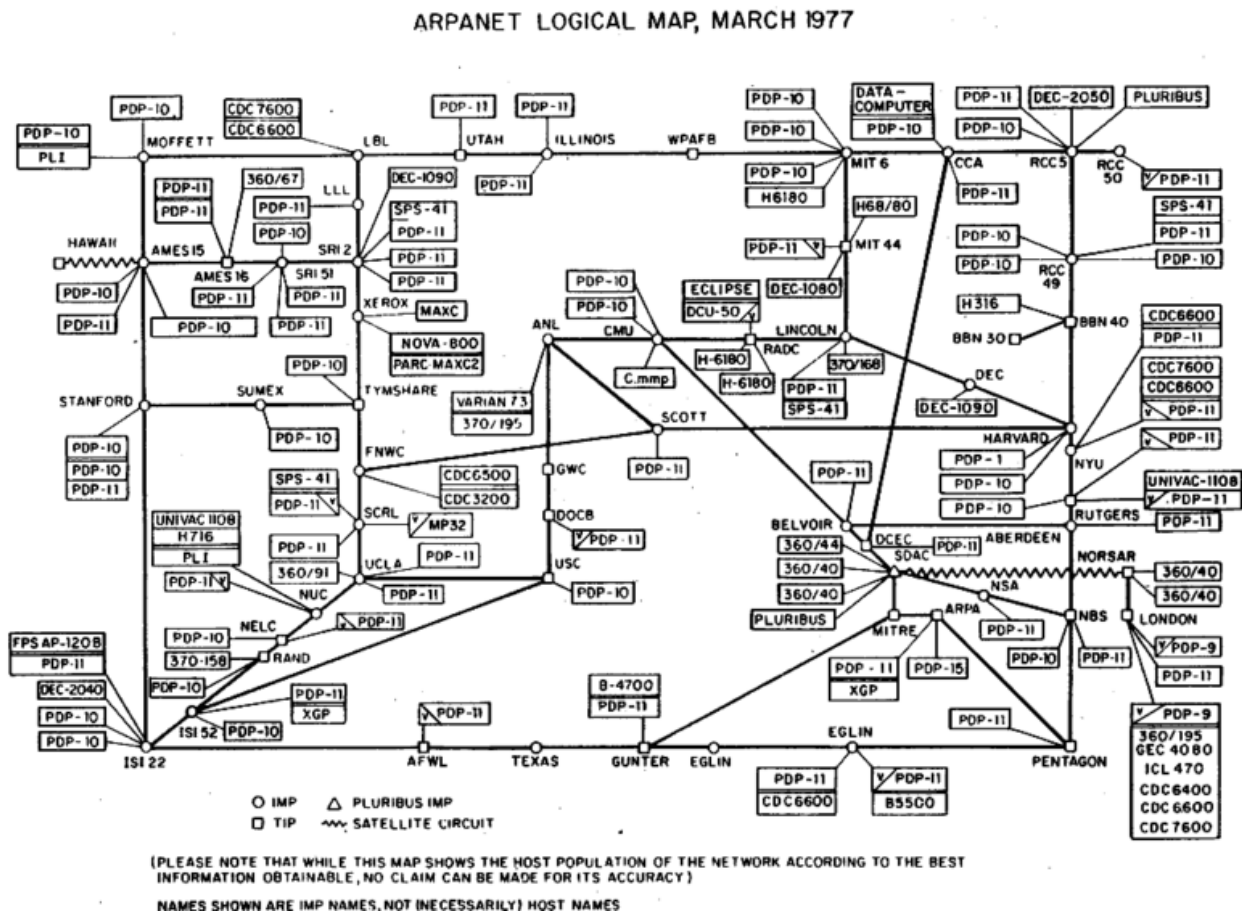 ARPANET LOGICAL MAP, MARCH 1977
PDP-10
PLI
PDP-10
MOFFETT
CDC7600
CDC6600
LBL
PDP-11
UTAH
PDP-11
ILLINOIS
PDP-11
WPAFB
PDP-10
PDP-10
MIT 6
PDP-10
H6180
DATA-
COMPUTER
PDP-10
CCA
PDP-11
PDP-11
PDP-10
DEC-2050
PLURIBUS
RCC 5
RCC
50
PDP-11
LLL
PDP-11
360/67
PDP-11
PDP-11
DEC-1090
SPS-41
PDP-11
PDP-11
PDP-11
H68/80
PDP-11
MIT 44
DEC-1080
SPS-41
PDP-11
PDP-10
PDP-10
PDP-10
RCC
49
HAWAII
AMES 15
AMES 16
PDP-10
SRI 51
SRI 2
PDP-10
PDP-11
PDP-10
PDP-11
PDP-11
PDP-11
XEROX
MAXC
NOVA-800
PARC-MAXC2
ANL
PDP-10
PDP-10
CMU
C.mmp
ECLIPSE
DCU-50
RADC
H-6180
H-6180
LINCOLN
370/168
PDP-11
SPS-41
H316
BBN 40
BBN 30
CDC6600
PDP-11
CDC7600
CDC6600
PDP-11
PDP-11
DEC
DEC-1090
STANFORD
PDP-10
PDP-10
PDP-11
SUMEX
PDP-10
PDP-10
TYMSHARE
VARIAN 73
370/195
SCOTT
PDP-11
HARVARD
PDP-1
PDP-10
NYU
PDP-10
FNWC
CDC6500
CDC3200
GWC
DOCB
PDP-11
SPS-41
PDP-11
SCRL
MP32
PDP-11
360/91
UCLA
PDP-11
PDP-11
USC
PDP-10
PDP-11
BELVOIR
DCEC
PDP-11
ABERDEEN
UNIVAC-1108
PDP-11
RUTGERS
PDP-11
360/44
360/40
360/40
PLURIBUS
SDAC
NORSAR
360/40
360/40
UNIVAC 1108
H716
PLI
PDP-11
NUC
NSA
PDP-11
MITRE
ARPA
PDP-11
XGP
PDP-15
NBS
PDP-10
PDP-11
LONDON
PDP-9
PDP-11
PDP-9
360/195
GEC 4080
ICL 470
CDC6400
CDC6600
CDC7600
NELC
PDP-10
PDP-11
370-158
RAND
PDP-10
FPS AP-120B
PDP-11
DEC-2040
PDP-10
PDP-10
ISI 22
ISI 52
PDP-11
XGP
PDP-10
PDP-11
AFWL
TEXAS
B-4700
PDP-11
GUNTER
EGLIN
EGLIN
PDP-11
CDC6600
PDP-11
B5500
PDP-11
PENTAGON
IMP
PLURIBUS IMP
TIP
SATELLITE CIRCUIT
(PLEASE NOTE THAT WHILE THIS MAP SHOWS THE HOST POPULATION OF THE NETWORK ACCORDING TO THE BEST
INFORMATION OBTAINABLE, NO CLAIM CAN BE MADE FOR ITS ACCURACY)
NAMES SHOWN ARE IMP NAMES, NOT (NECESSARILY) HOST NAMES